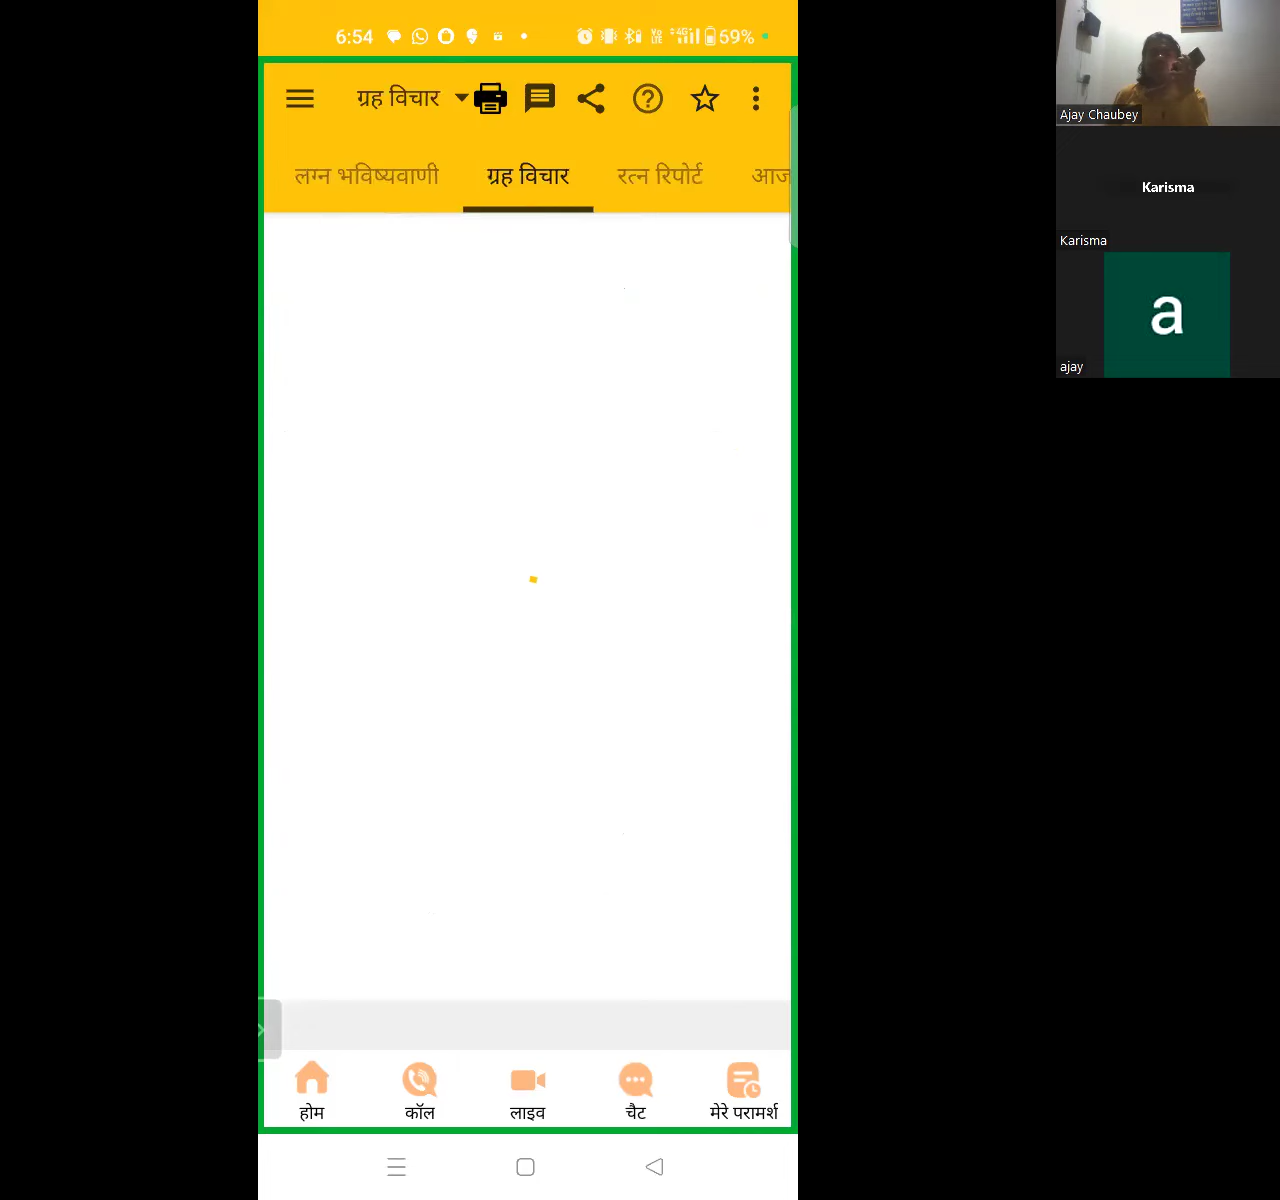 6:54
59%
ग्रह विचार
लग्न भविष्यवाणी ग्रह विचार रत्न रिपोर्ट आज
होम कॉल लाइव चैट मेरे परामर्श
Ajay Chaubey
Karisma
Karisma
a
ajay